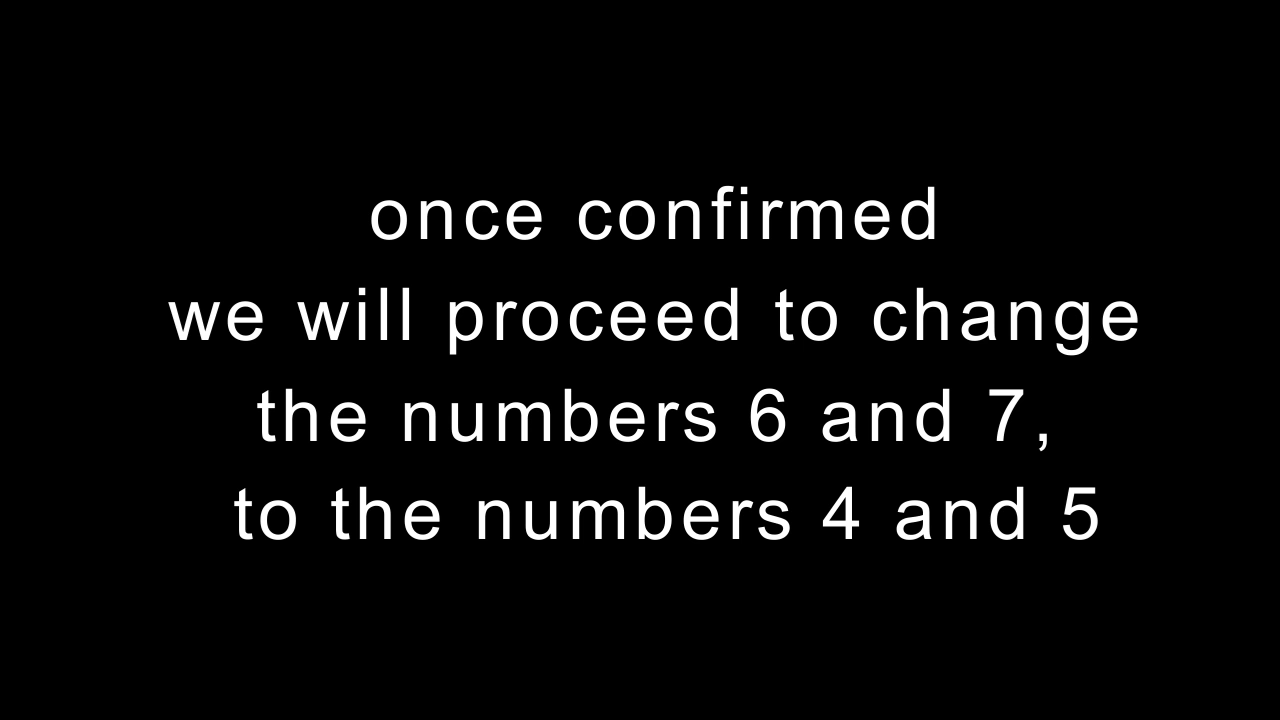 once confirmed
we will proceed to change
the numbers 6 and 7,
to the numbers 4 and 5